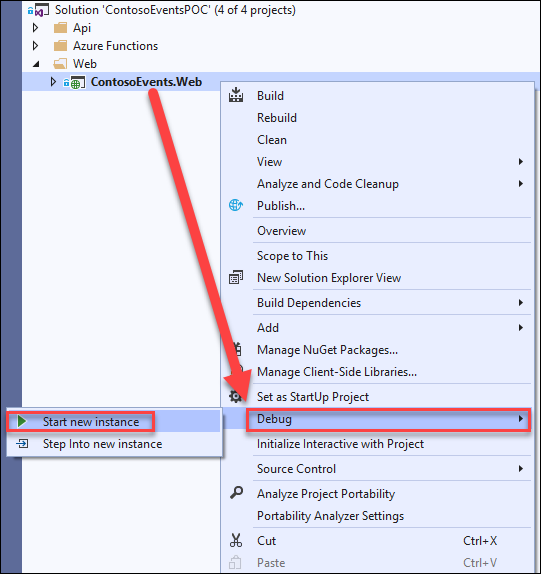 Solution 'ContosoEventsPOC' (4 of 4 projects)
Api
Azure Functions
Web
ContosoEvents.Web
Build
Rebuild
Clean
View
Analyze and Code Cleanup
Publish...
Overview
Scope to This
New Solution Explorer View
Build Dependencies
Add
Manage NuGet Packages...
Manage Client-Side Libraries...
Set as StartUp Project
Debug
Start new instance
Step Into new instance
Initialize Interactive with Project
Source Control
Analyze Project Portability
Portability Analyzer Settings
Cut Ctrl+X
Paste Ctrl+V